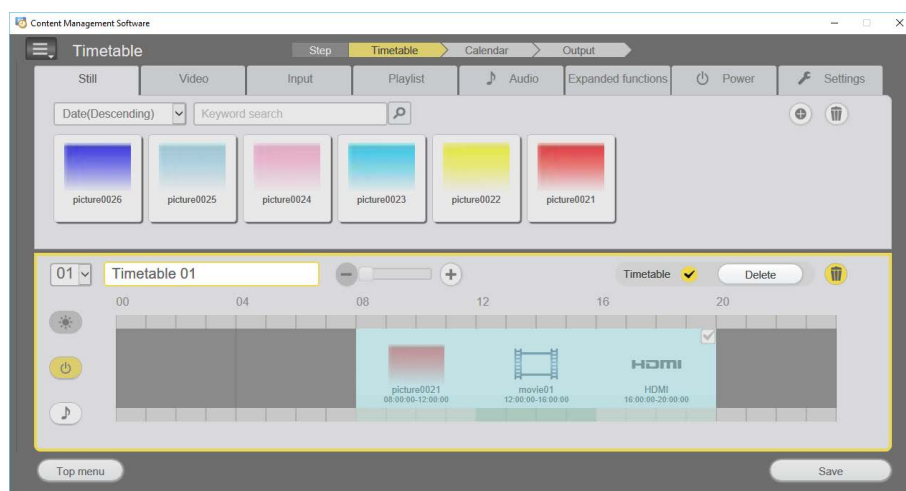 Content Management Software
Timetable
Step Timetable Calendar Output
Still Video Input Playlist Audio Expanded functions Power Settings
Date(Descending) Keyword search
picture0026 picture0025 picture0024 picture0023 picture0022 picture0021
01 Timetable 01 Timetable Delete
00 04 08 12 16 20
HDMI
picture0021 movie01 HDMI
08:00:00-12:00:00 12:00:00-16:00:00 16:00:00-20:00:00
Top menu Save